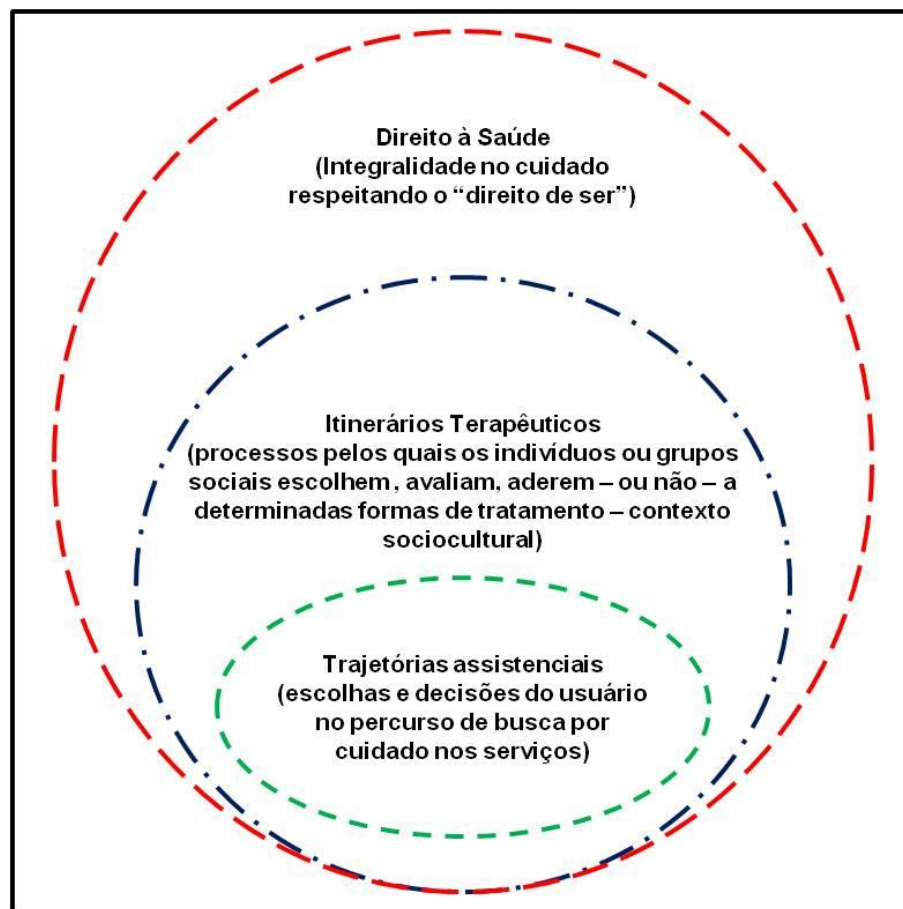 Direito à Saúde
(Integralidade no cuidado
respeitando o “direito de ser”)
Itinerários Terapêuticos
(processos pelos quais os indivíduos ou grupos
sociais escolhem , avaliam, aderem – ou não – a
determinadas formas de tratamento – contexto
sociocultural)
Trajetórias assistenciais
(escolhas e decisões do usuário
no percurso de busca por
cuidado nos serviços)